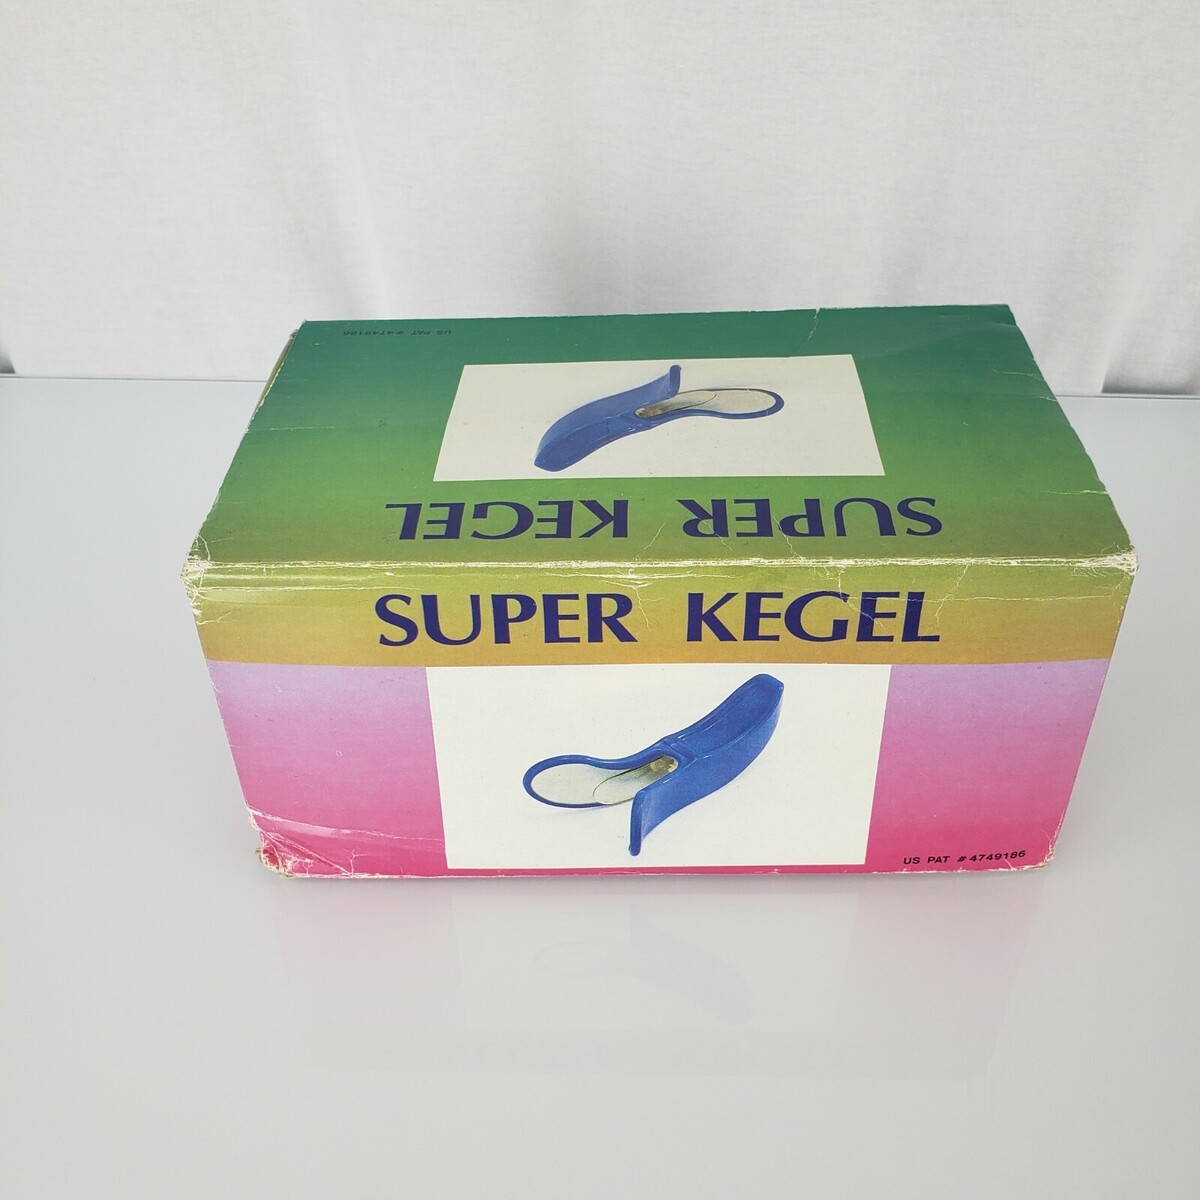 US PAT # 4749186
SUPER KEGEL
SUPER KEGEL
US PAT # 4749186